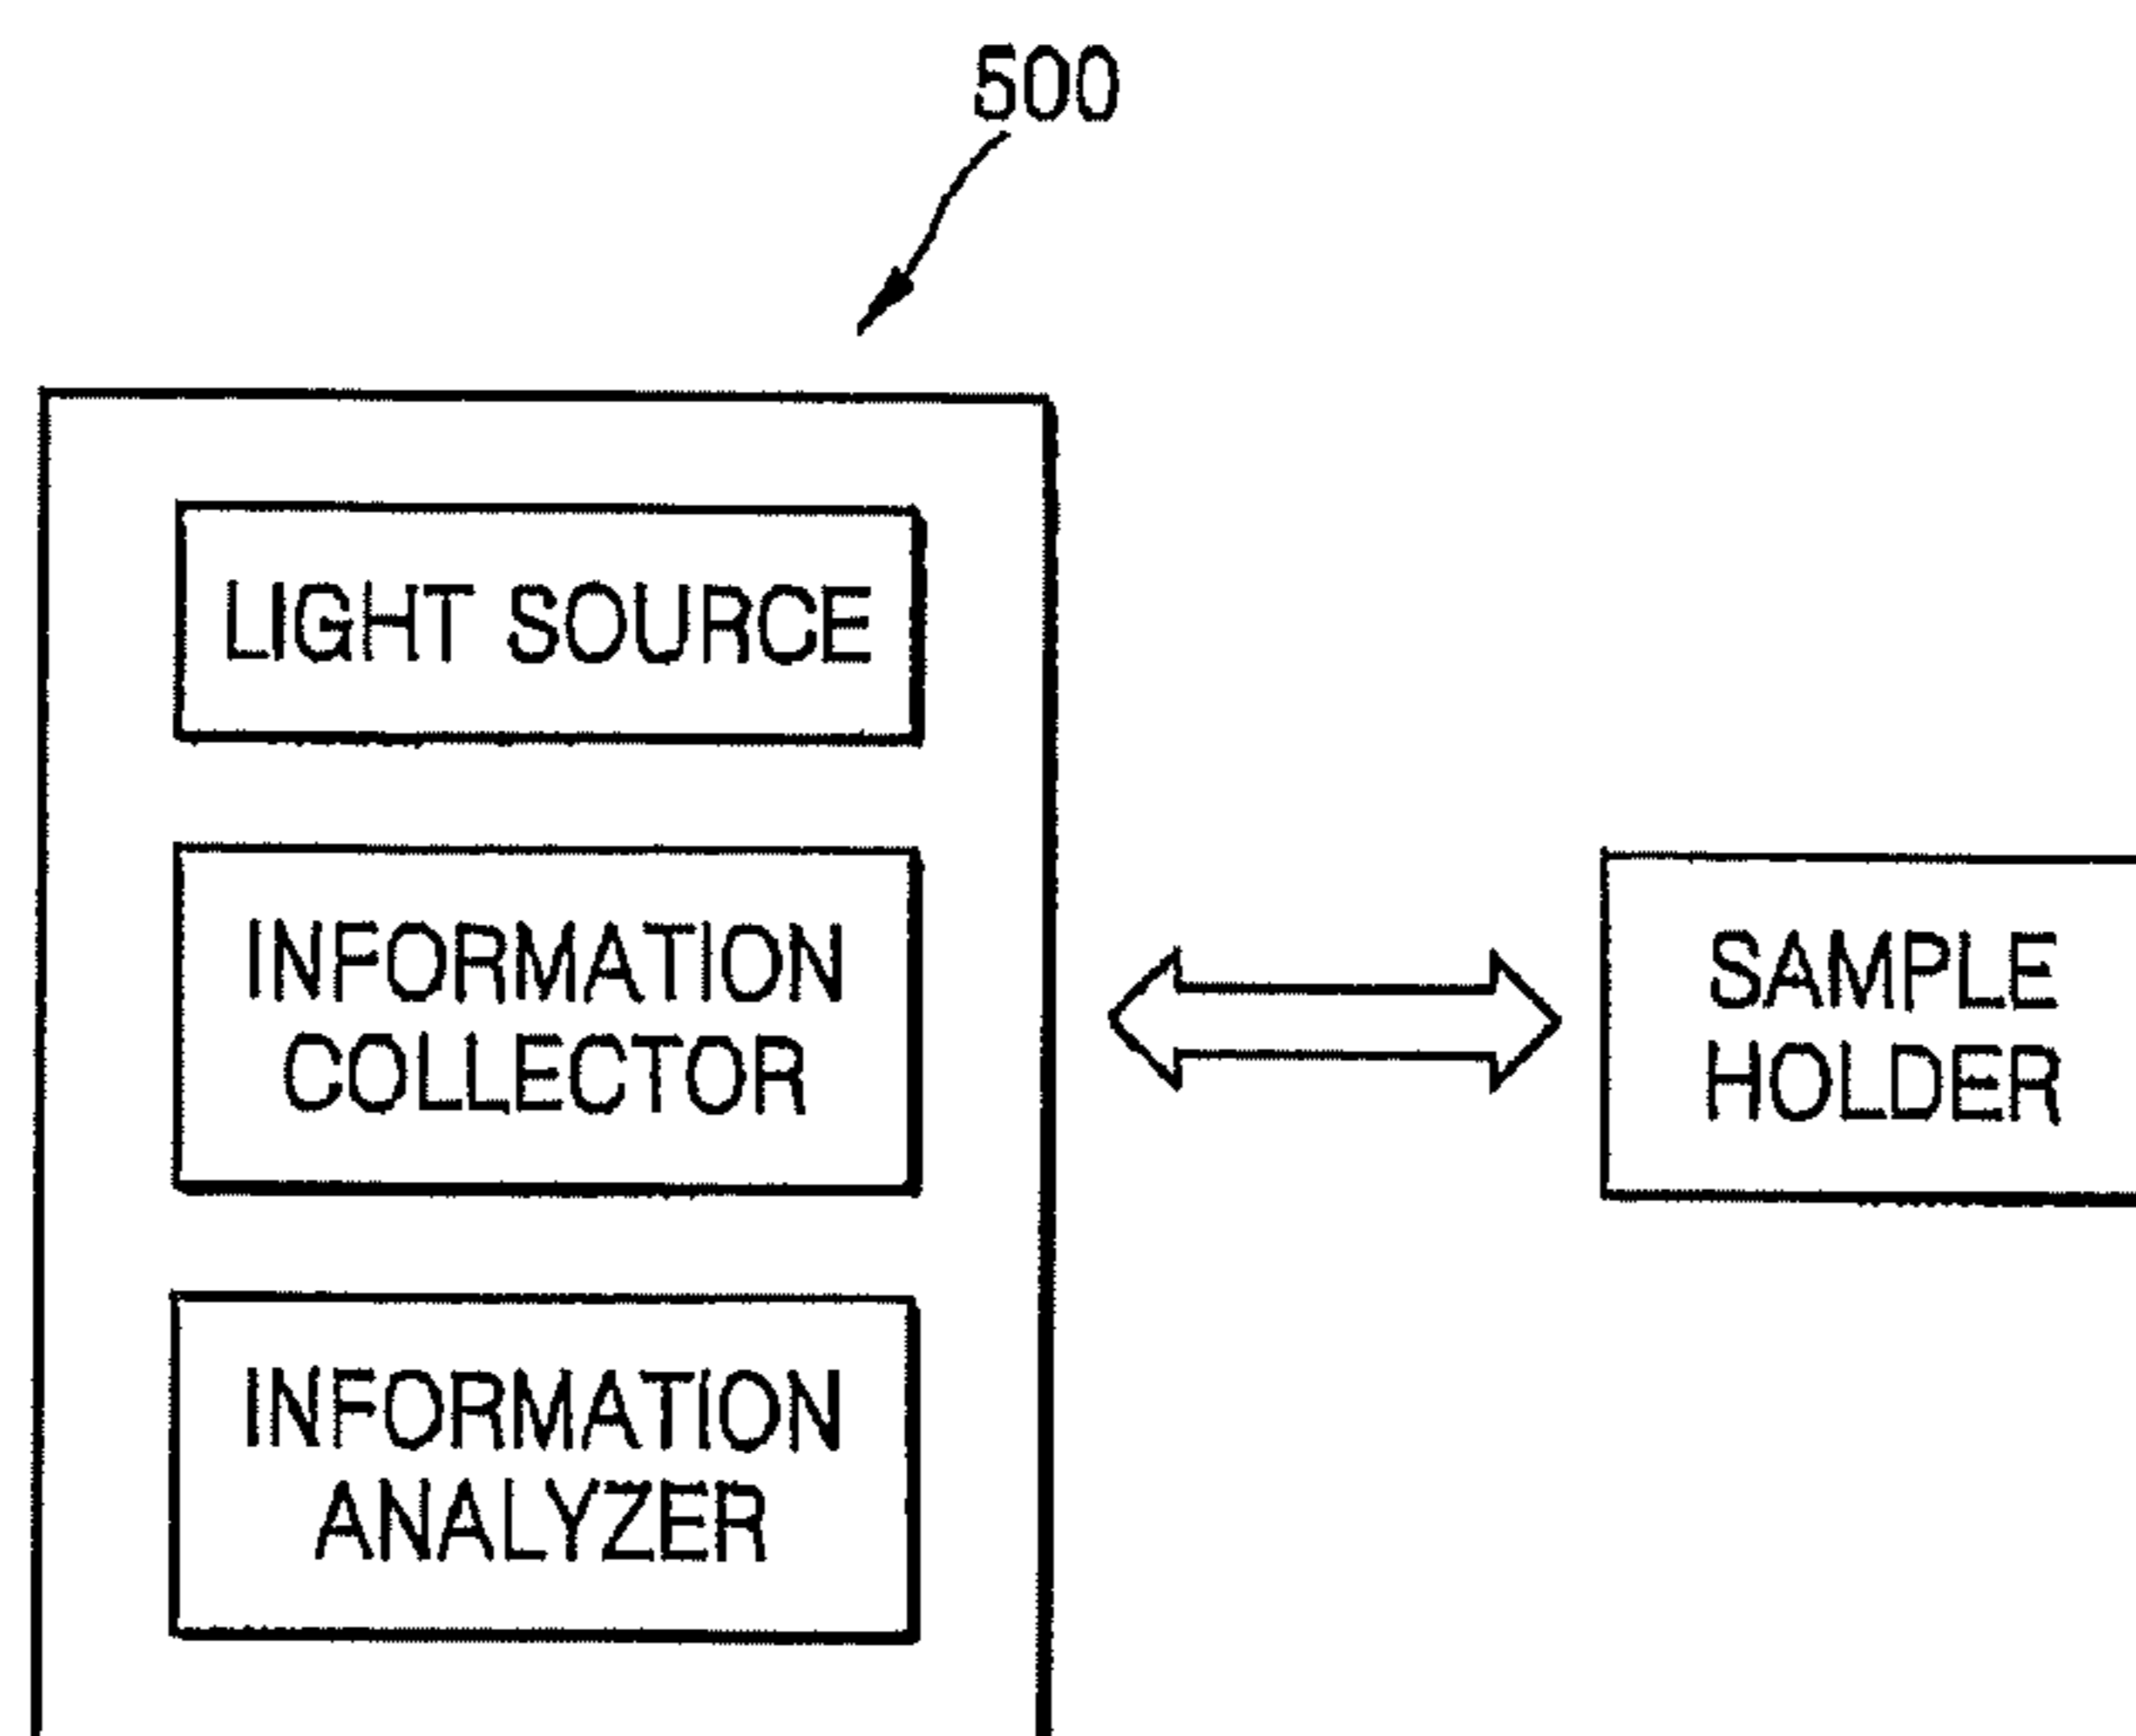 500
LIGHT SOURCE
INFORMATION
COLLECTOR
SAMPLE
HOLDER
INFORMATION
ANALYZER